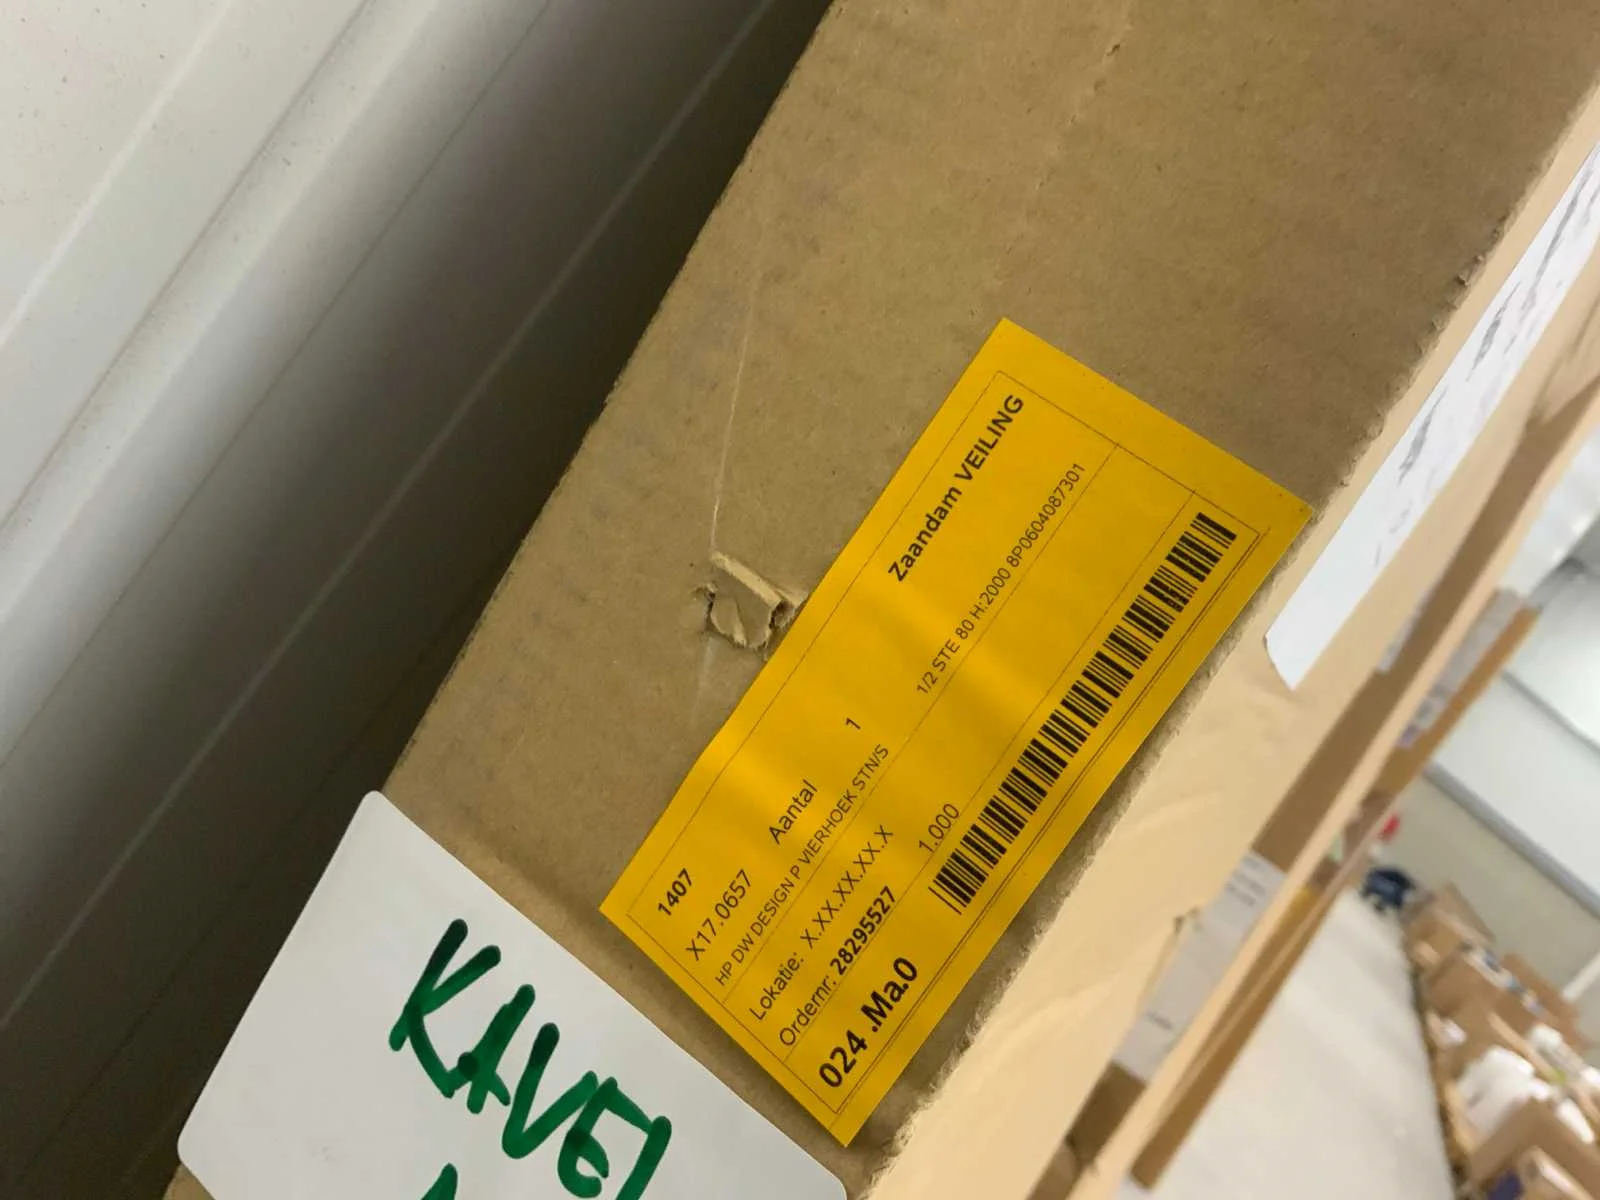 1407 Zaandam VEILING
X17.0657 Aantal 1
HP DW DESIGN P VIERHOEK STN/S 1/2 STE 80 H:2000 8P0604087301
Lokatie: X.XX.XX.XX.X
Ordernr: 28295527 1.000
024 .Ma.0
KAVEL